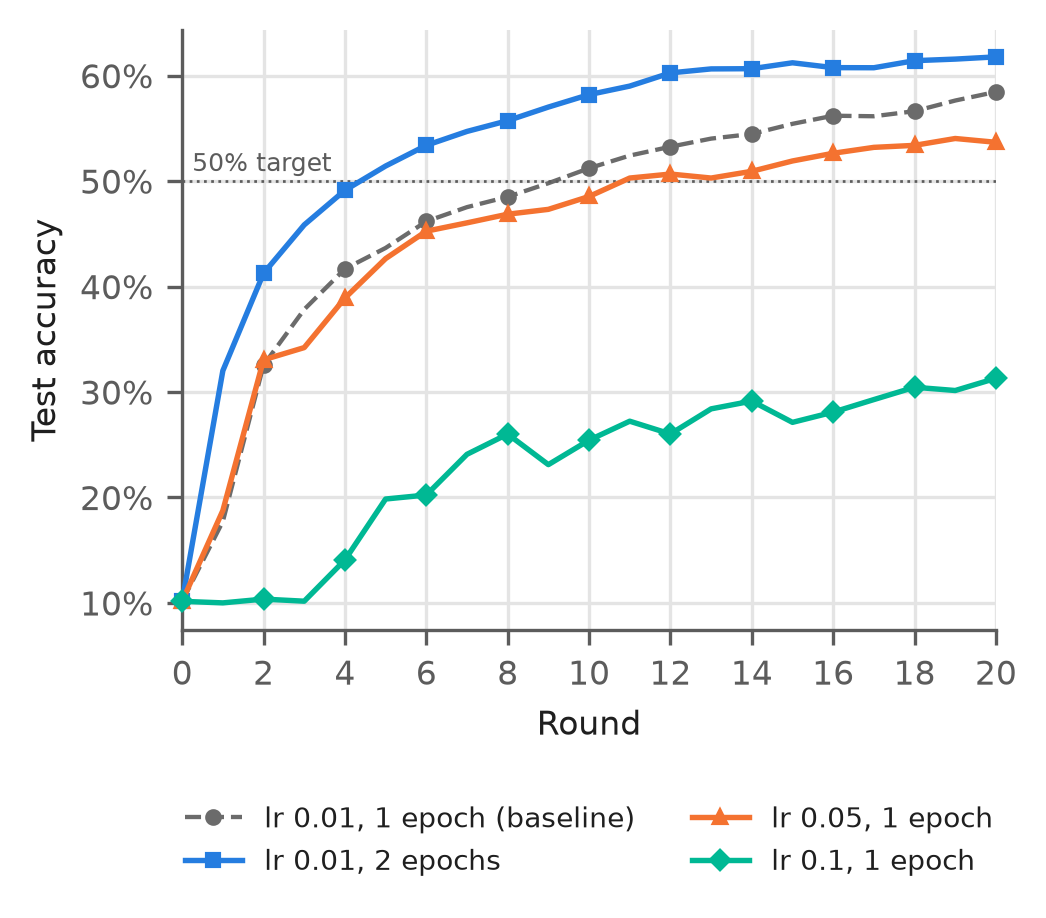 60%
50% target
50%
40%
30%
20%
10%
Test accuracy
0 2 4 6 8 10 12 14 16 18 20
Round
lr 0.01, 1 epoch (baseline)
lr 0.05, 1 epoch
lr 0.01, 2 epochs
lr 0.1, 1 epoch